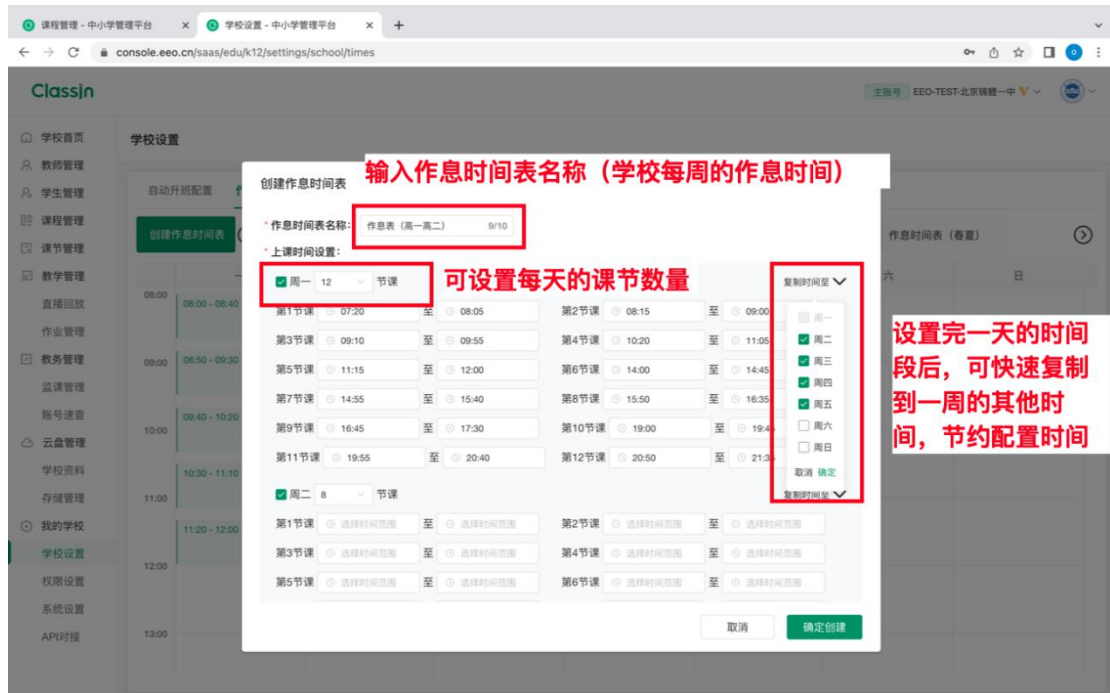 课程管理 - 中小学管理平台
学校设置 - 中小学管理平台
console.eeo.cn/saas/edu/k12/settings/school/times
ClassIn
主账号 EEO-TEST-北京锦鲤一中
学校首页
教师管理
学生管理
课程管理
课节管理
教学管理
直播回放
作业管理
教务管理
监课管理
账号速查
云盘管理
学校资料
存储管理
我的学校
学校设置
权限设置
系统设置
API对接
学校设置
自动升班配置
创建作息时间表
作息时间表（春夏）
一
六
日
08:00
08:00 - 08:40
09:00
08:50 - 09:30
09:40 - 10:20
10:00
10:30 - 11:10
11:00
11:20 - 12:00
12:00
13:00
输入作息时间表名称（学校每周的作息时间）
创建作息时间表
*作息时间表名称： 作息表（高一高二） 9/10
*上课时间设置：
周一 12 节课
可设置每天的课节数量
复制时间至
第1节课 07:20 至 08:05 第2节课 08:15 至 09:00
第3节课 09:10 至 09:55 第4节课 10:20 至 11:05
第5节课 11:15 至 12:00 第6节课 14:00 至 14:45
第7节课 14:55 至 15:40 第8节课 15:50 至 16:35
第9节课 16:45 至 17:30 第10节课 19:00 至 19:4
第11节课 19:55 至 20:40 第12节课 20:50 至 21:3
周一
周二
周三
周四
周五
周六
周日
取消 确定
周二 8 节课 复制时间至
第1节课 选择时间范围 至 选择时间范围 第2节课 选择时间范围 至 选择时间范围
第3节课 选择时间范围 至 选择时间范围 第4节课 选择时间范围 至 选择时间范围
第5节课 选择时间范围 至 选择时间范围 第6节课 选择时间范围 至 选择时间范围
取消 确定创建
设置完一天的时间
段后，可快速复制
到一周的其他时
间，节约配置时间